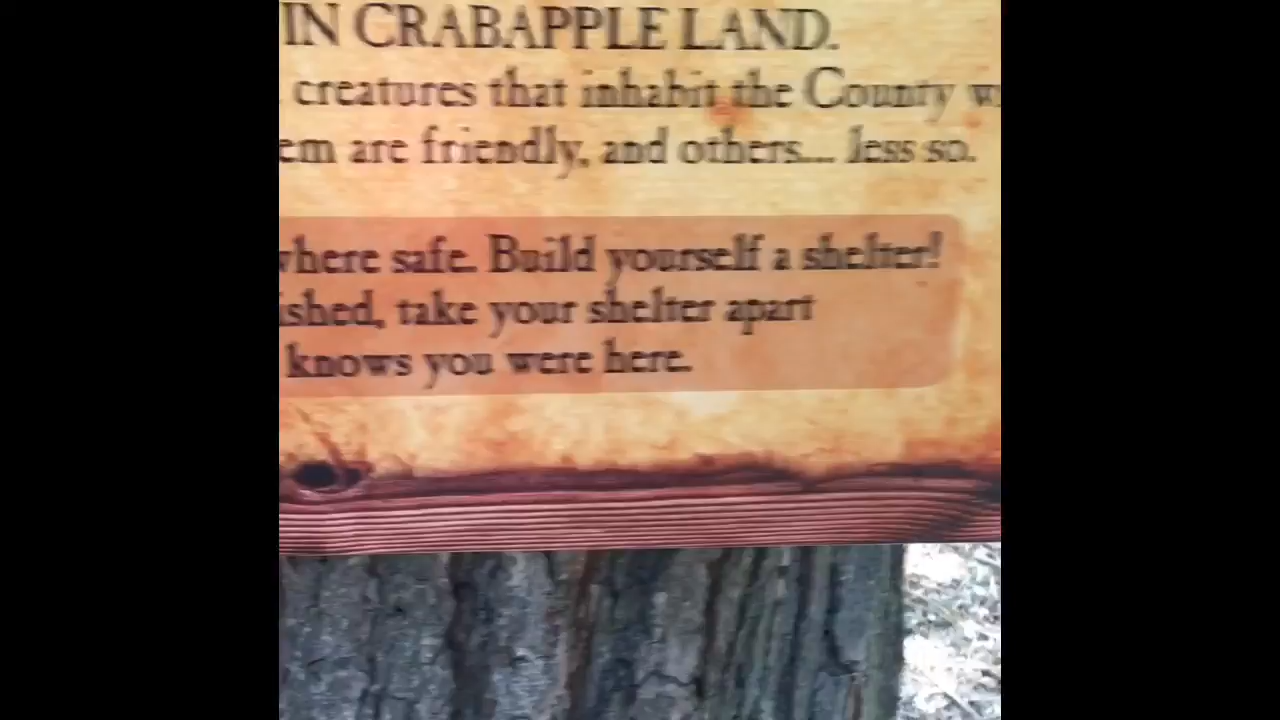 IN CRABAPPLE LAND.
creatures that inhabit the County
are friendly, and others... less so.
where safe. Build yourself a shelter!
ished, take your shelter apart
knows you were here.